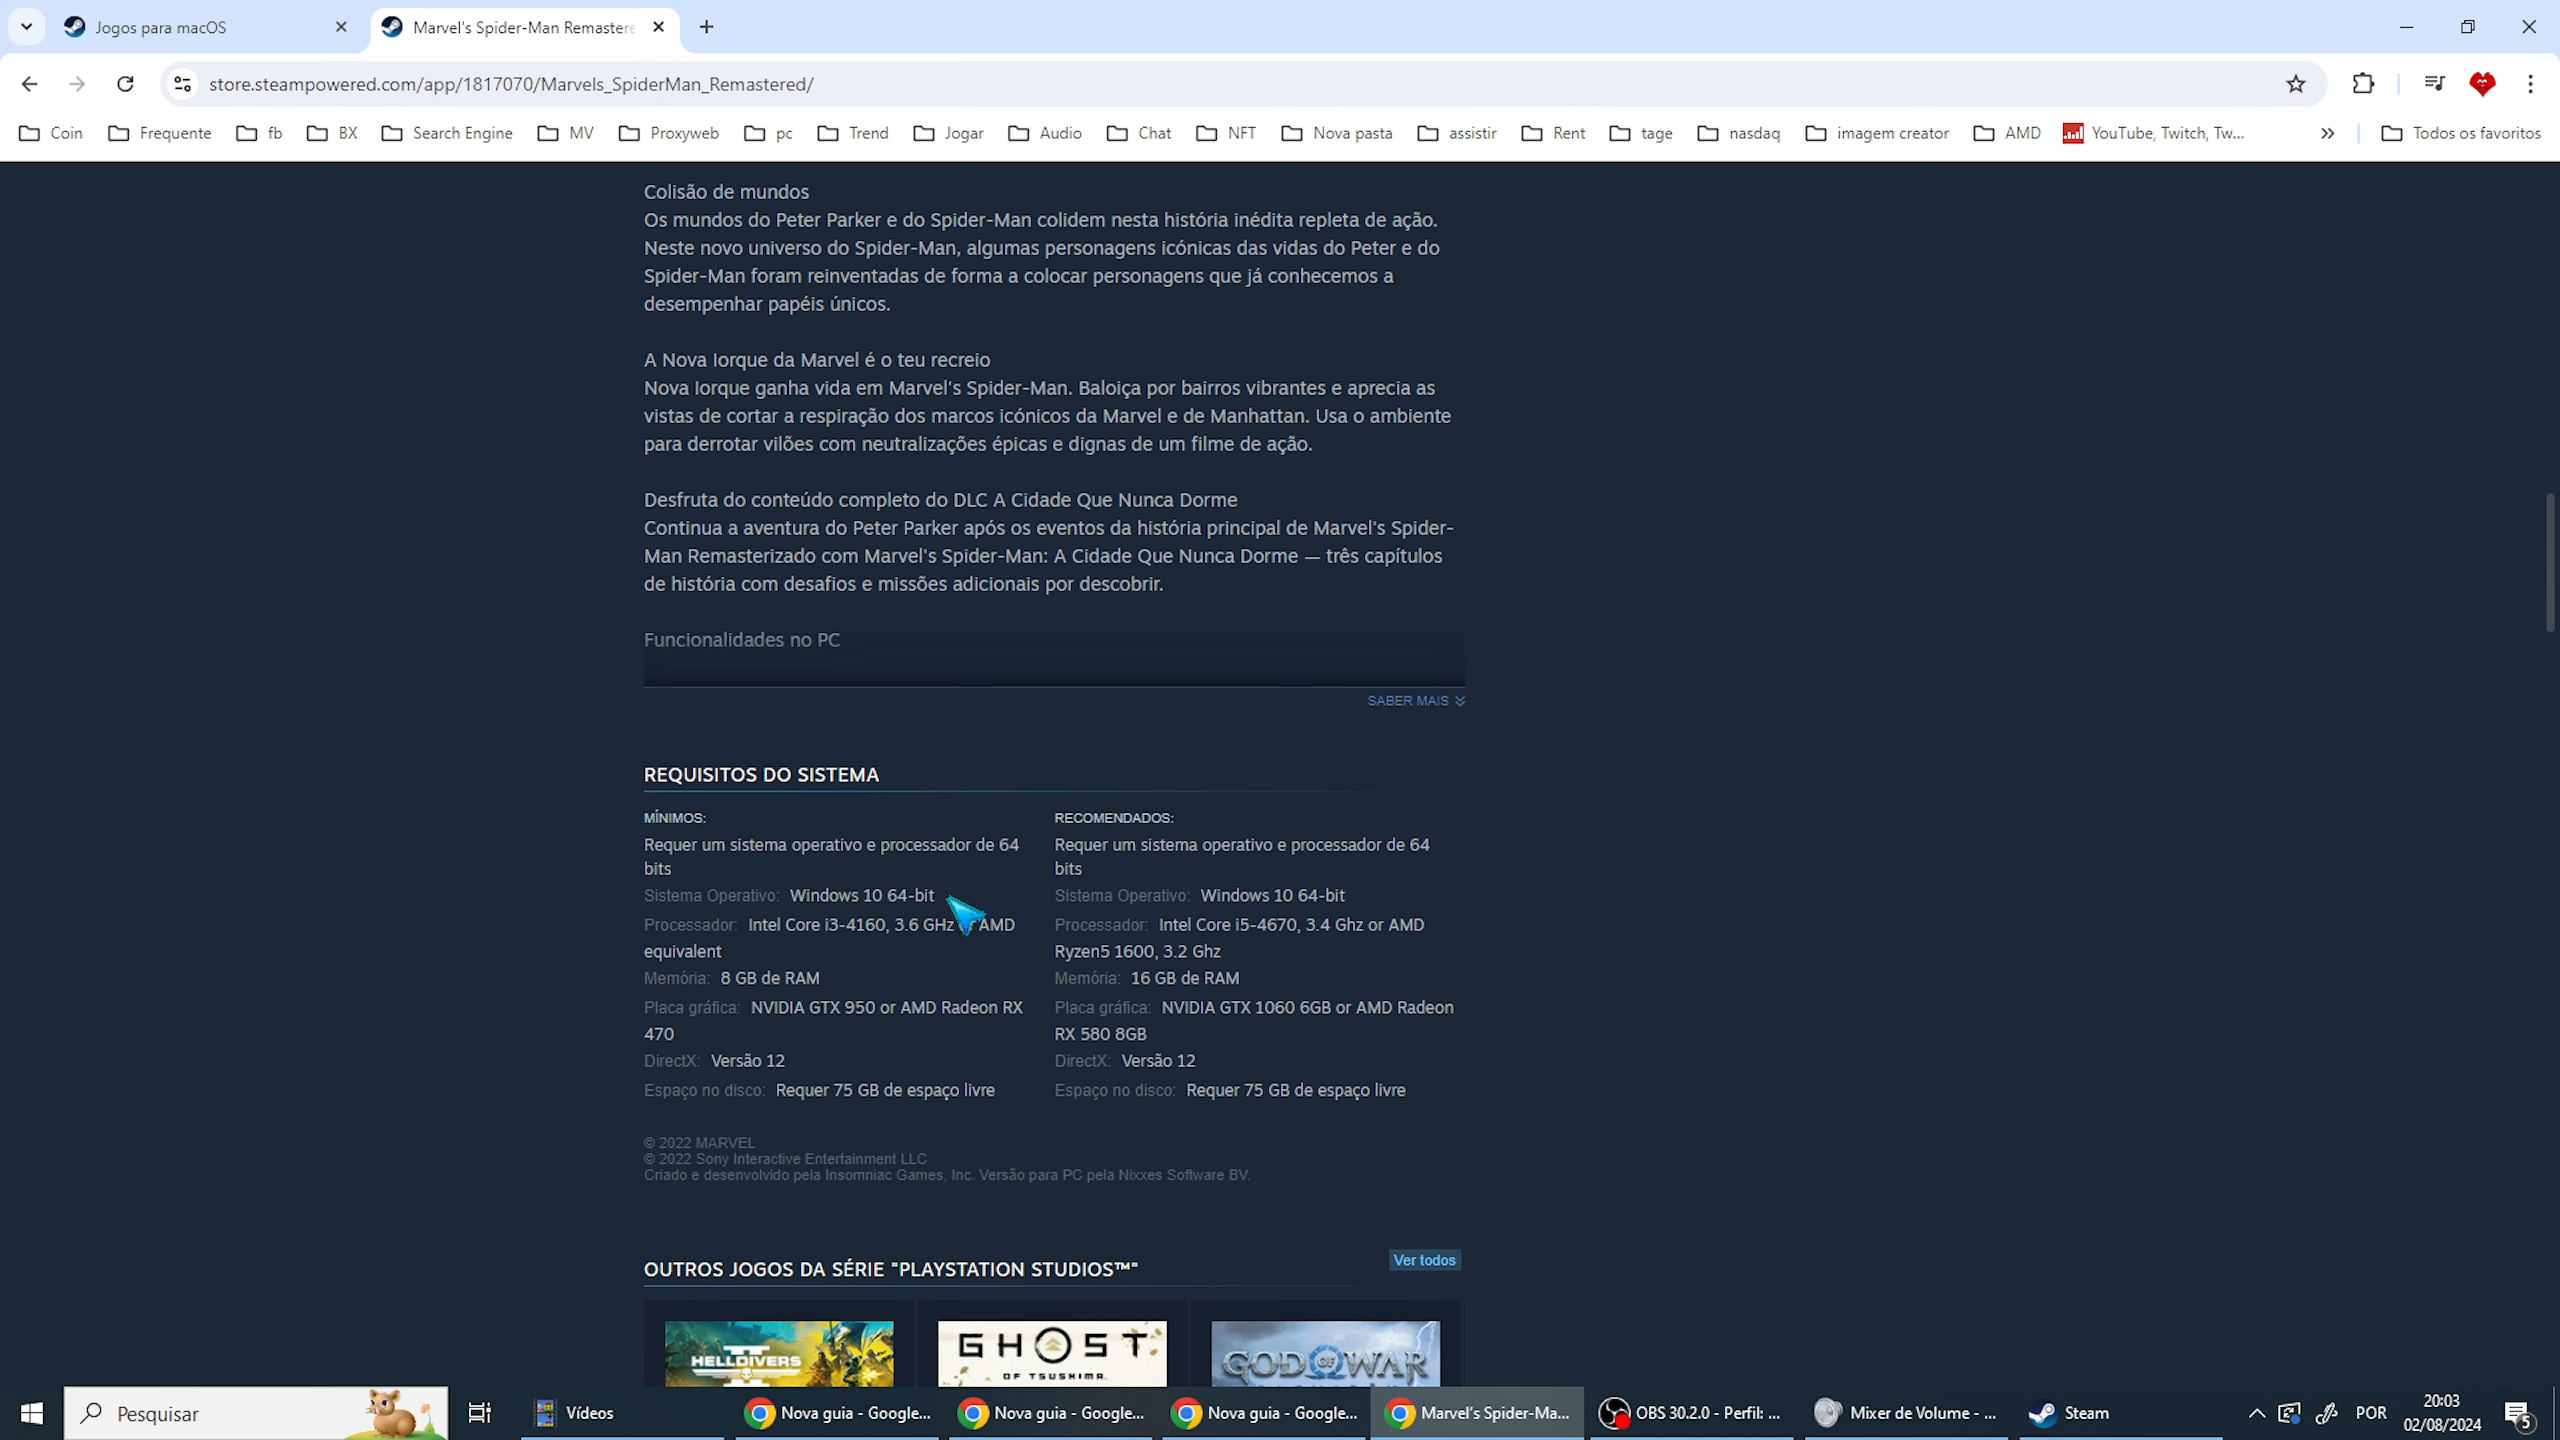 Jogos para macOS
Marvel's Spider-Man Remastere
store.steampowered.com/app/1817070/Marvels_SpiderMan_Remastered/
Coin
Frequente
fb
BX
Search Engine
MV
Proxyweb
pc
Trend
Jogar
Audio
Chat
NFT
Nova pasta
assistir
Rent
tage
nasdaq
imagem creator
AMD
YouTube, Twitch, Tw...
Todos os favoritos
Colisão de mundos
Os mundos do Peter Parker e do Spider-Man colidem nesta história inédita repleta de ação.
Neste novo universo do Spider-Man, algumas personagens icónicas das vidas do Peter e do
Spider-Man foram reinventadas de forma a colocar personagens que já conhecemos a
desempenhar papéis únicos.
A Nova Iorque da Marvel é o teu recreio
Nova Iorque ganha vida em Marvel's Spider-Man. Baloiça por bairros vibrantes e aprecia as
vistas de cortar a respiração dos marcos icónicos da Marvel e de Manhattan. Usa o ambiente
para derrotar vilões com neutralizações épicas e dignas de um filme de ação.
Desfruta do conteúdo completo do DLC A Cidade Que Nunca Dorme
Continua a aventura do Peter Parker após os eventos da história principal de Marvel's Spider-
Man Remasterizado com Marvel's Spider-Man: A Cidade Que Nunca Dorme — três capítulos
de história com desafios e missões adicionais por descobrir.
Funcionalidades no PC
SABER MAIS
REQUISITOS DO SISTEMA
MÍNIMOS:
Requer um sistema operativo e processador de 64
bits
Sistema Operativo: Windows 10 64-bit
Processador: Intel Core i3-4160, 3.6 GHz or AMD
equivalent
Memória: 8 GB de RAM
Placa gráfica: NVIDIA GTX 950 or AMD Radeon RX
470
DirectX: Versão 12
Espaço no disco: Requer 75 GB de espaço livre
RECOMENDADOS:
Requer um sistema operativo e processador de 64
bits
Sistema Operativo: Windows 10 64-bit
Processador: Intel Core i5-4670, 3.4 Ghz or AMD
Ryzen5 1600, 3.2 Ghz
Memória: 16 GB de RAM
Placa gráfica: NVIDIA GTX 1060 6GB or AMD Radeon
RX 580 8GB
DirectX: Versão 12
Espaço no disco: Requer 75 GB de espaço livre
© 2022 MARVEL
© 2022 Sony Interactive Entertainment LLC
Criado e desenvolvido pela Insomniac Games, Inc. Versão para PC pela Nixxes Software BV.
OUTROS JOGOS DA SÉRIE "PLAYSTATION STUDIOS™"
Ver todos
HELLDIVERS
GHOST
OF TSUSHIMA
GOD OF WAR
Pesquisar
Vídeos
Nova guia - Google...
Nova guia - Google...
Nova guia - Google...
Marvel's Spider-Ma...
OBS 30.2.0 - Perfil: ...
Mixer de Volume - ...
Steam
POR
20:03
02/08/2024
5